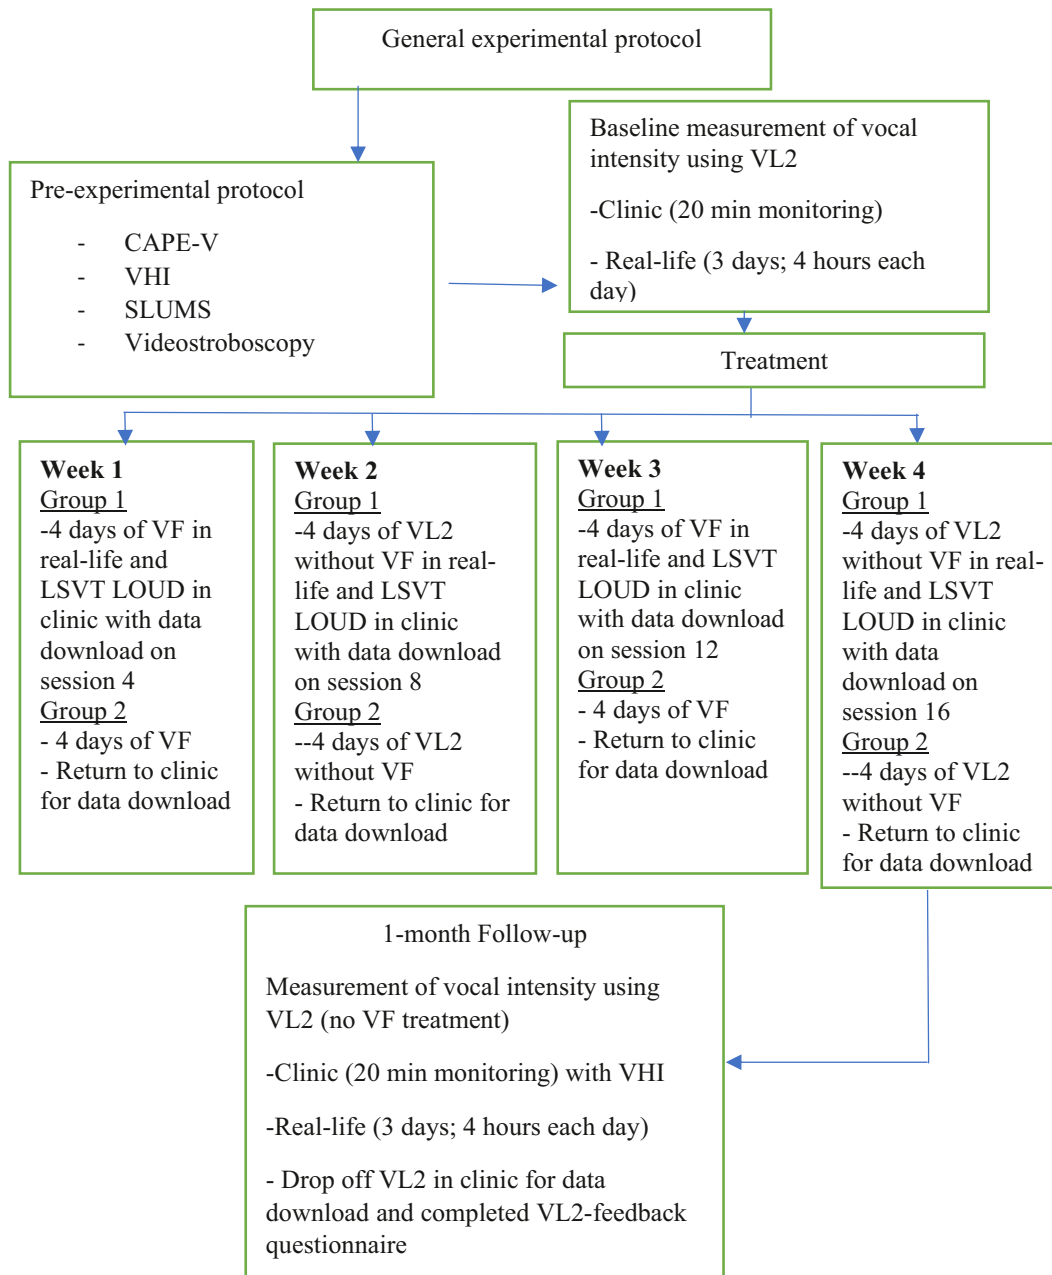 General experimental protocol
Pre-experimental protocol
- CAPE-V
- VHI
- SLUMS
- Videostroboscopy
Baseline measurement of vocal
intensity using VL2
-Clinic (20 min monitoring)
- Real-life (3 days; 4 hours each
day)
Treatment
Week 1
Group 1
-4 days of VF in
real-life and
LSVT LOUD in
clinic with data
download on
session 4
Group 2
- 4 days of VF
- Return to clinic
for data download
Week 2
Group 1
-4 days of VL2
without VF in real-
life and LSVT
LOUD in clinic
with data download
on session 8
Group 2
--4 days of VL2
without VF
- Return to clinic for
data download
Week 3
Group 1
-4 days of VF in
real-life and LSVT
LOUD in clinic
with data download
on session 12
Group 2
- 4 days of VF
- Return to clinic
for data download
Week 4
Group 1
-4 days of VL2
without VF in real-
life and LSVT
LOUD in clinic
with data
download on
session 16
Group 2
--4 days of VL2
without VF
- Return to clinic
for data download
1-month Follow-up
Measurement of vocal intensity using
VL2 (no VF treatment)
-Clinic (20 min monitoring) with VHI
-Real-life (3 days; 4 hours each day)
- Drop off VL2 in clinic for data
download and completed VL2-feedback
questionnaire